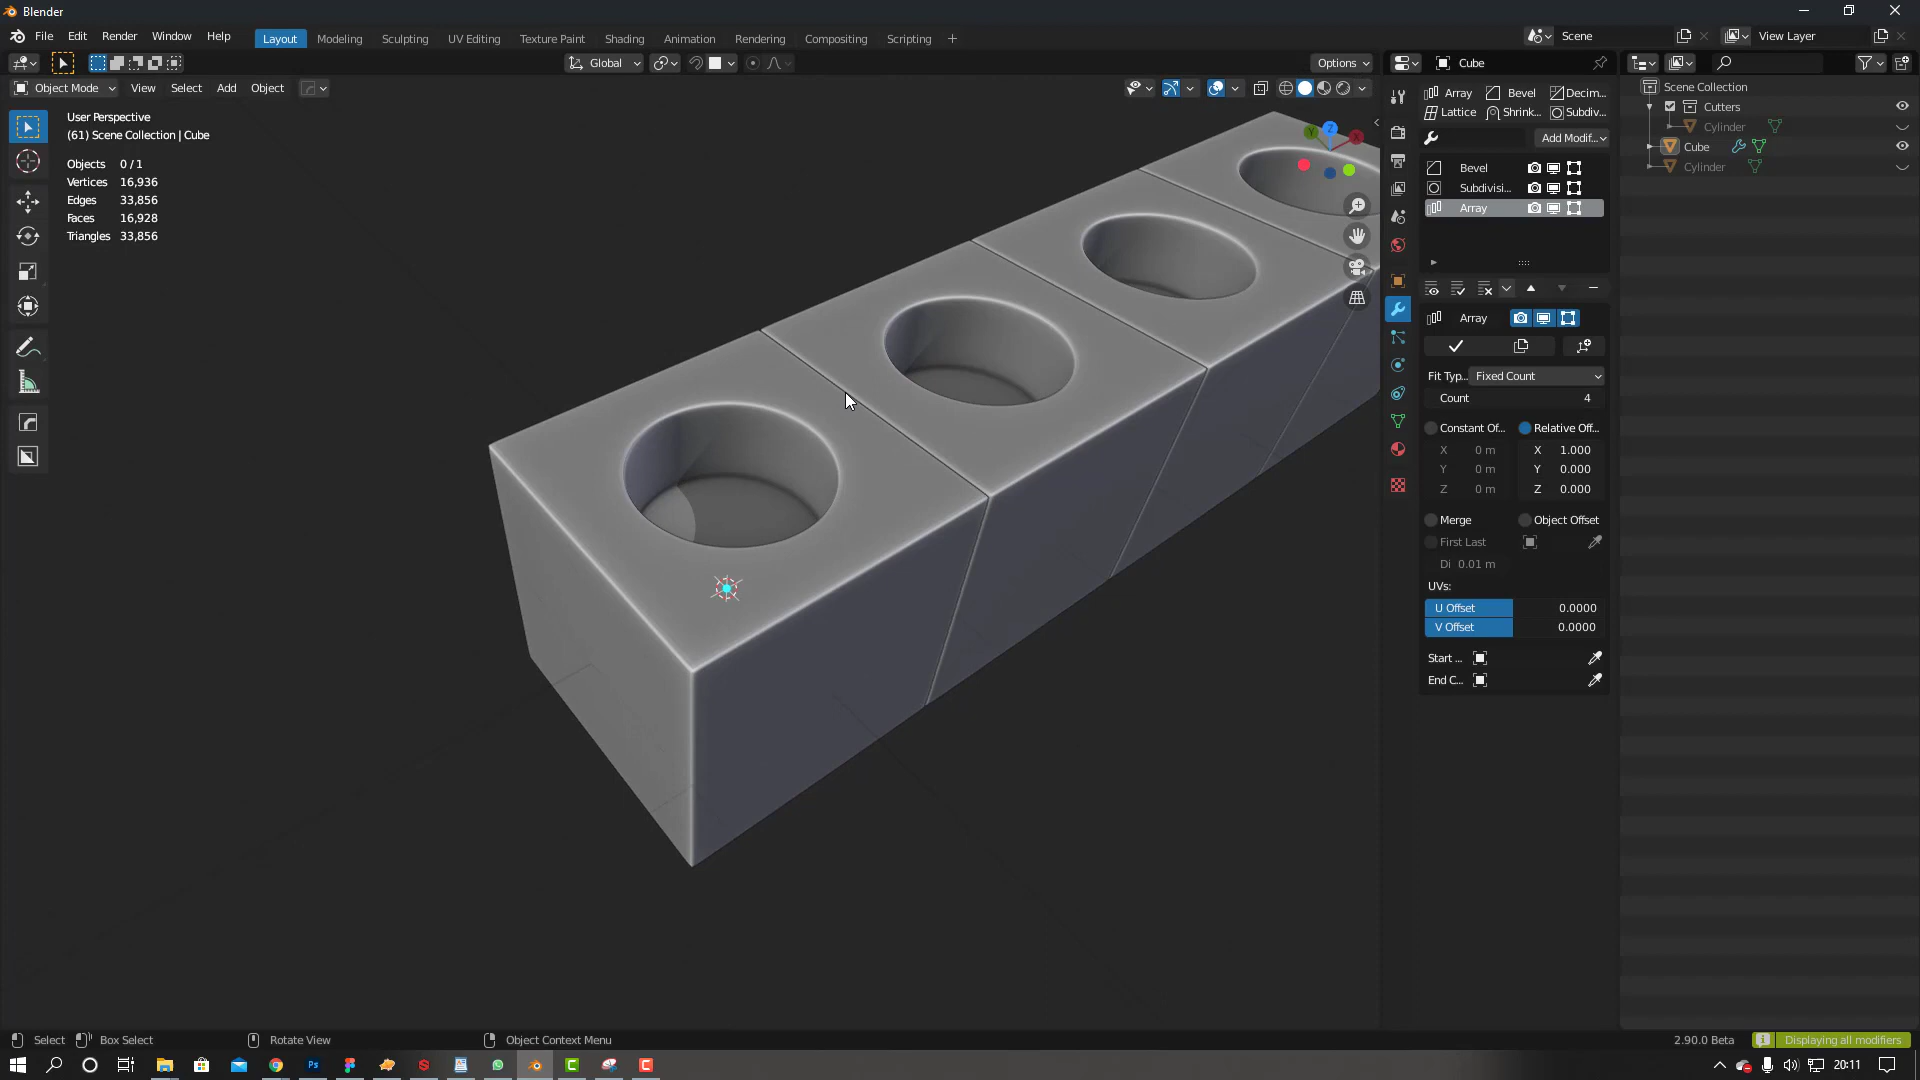 Blender
File Edit Render Window Help
Layout Modeling Sculpting UV Editing Texture Paint Shading Animation Rendering Compositing Scripting +
Scene
View Layer
Global
Options
Object Mode View Select Add Object
User Perspective
(61) Scene Collection | Cube
Objects 0 / 1
Vertices 16,936
Edges 33,856
Faces 16,928
Triangles 33,856
Y Z X
Cube
Array Bevel Decim...
Lattice Shrink... Subdiv...
Add Modif...
Bevel
Subdivisi...
Array
Array
Fit Typ... Fixed Count
Count 4
Constant Of... Relative Off...
X 0 m X 1.000
Y 0 m Y 0.000
Z 0 m Z 0.000
Merge Object Offset
First Last
Di 0.01 m
UVs:
U Offset 0.0000
V Offset 0.0000
Start ...
End C...
Scene Collection
Cutters
Cylinder
Cube
Cylinder
Select Box Select Rotate View Object Context Menu
2.90.0 Beta Displaying all modifiers
Ps
20:11